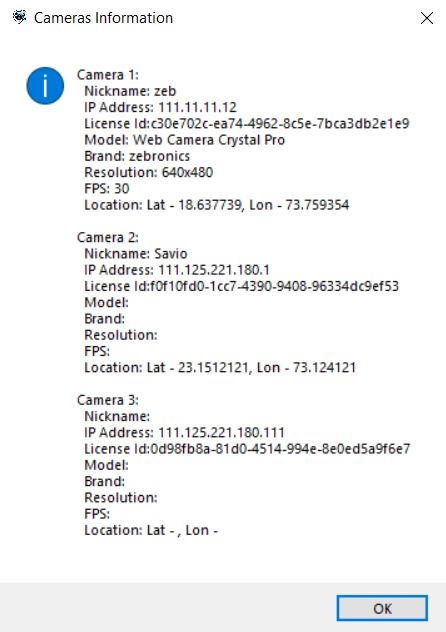 Cameras Information
Camera 1:
Nickname: zeb
IP Address: 111.11.11.12
License Id:c30e702c-ea74-4962-8c5e-7bca3db2e1e9
Model: Web Camera Crystal Pro
Brand: zebronics
Resolution: 640x480
FPS: 30
Location: Lat - 18.637739, Lon - 73.759354
Camera 2:
Nickname: Savio
IP Address: 111.125.221.180.1
License Id:f0f10fd0-1cc7-4390-9408-96334dc9ef53
Model:
Brand:
Resolution:
FPS:
Location: Lat - 23.1512121, Lon - 73.124121
Camera 3:
Nickname:
IP Address: 111.125.221.180.111
License Id:0d98fb8a-81d0-4514-994e-8e0ed5a9f6e7
Model:
Brand:
Resolution:
FPS:
Location: Lat - , Lon -
OK